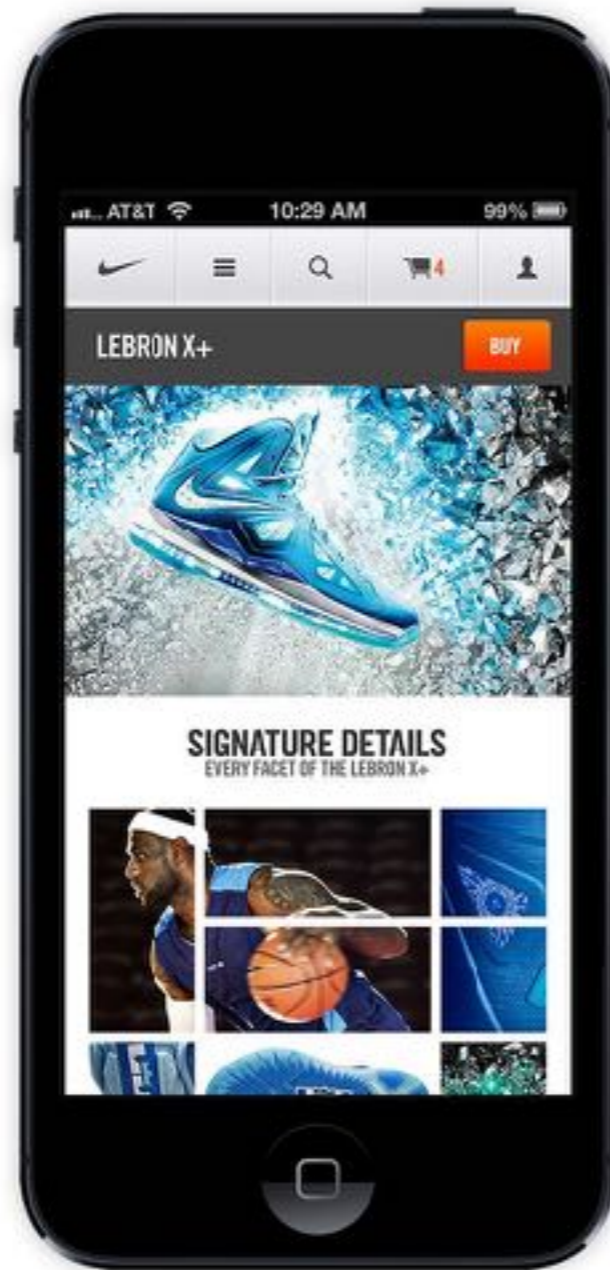 AT&T 10:29 AM 99%
4
LEBRON X+ BUY
SIGNATURE DETAILS
EVERY FACET OF THE LEBRON X+